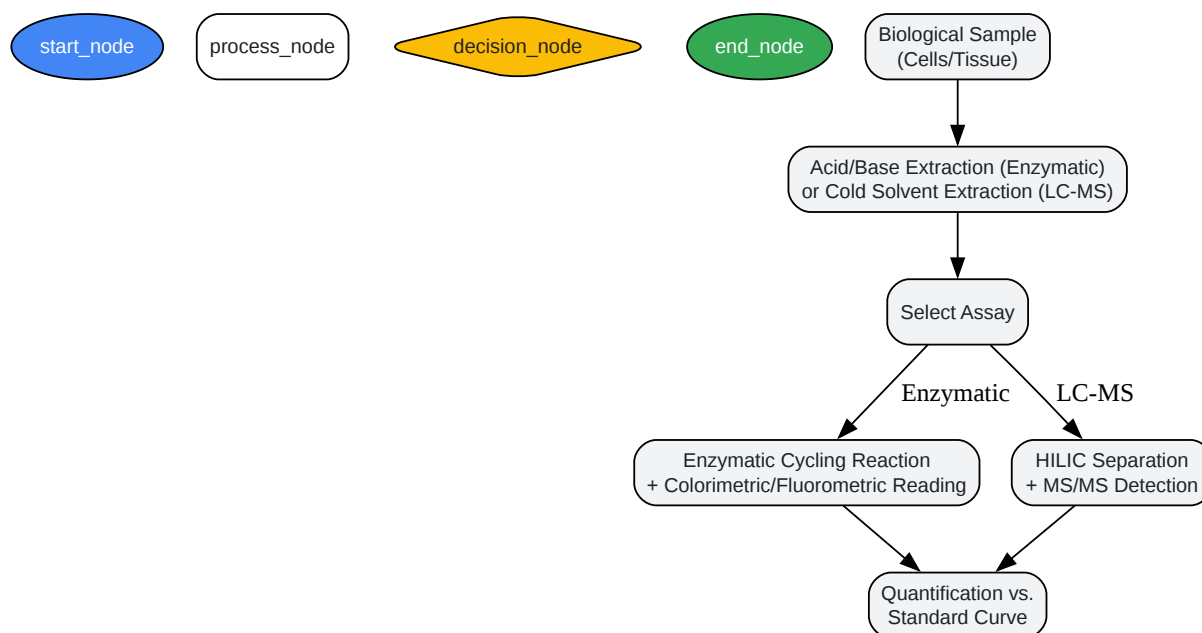 start_node
process_node
decision_node
end_node
Biological Sample
(Cells/Tissue)
Acid/Base Extraction (Enzymatic)
or Cold Solvent Extraction (LC-MS)
Select Assay
Enzymatic
LC-MS
Enzymatic Cycling Reaction
+ Colorimetric/Fluorometric Reading
HILIC Separation
+ MS/MS Detection
Quantification vs.
Standard Curve